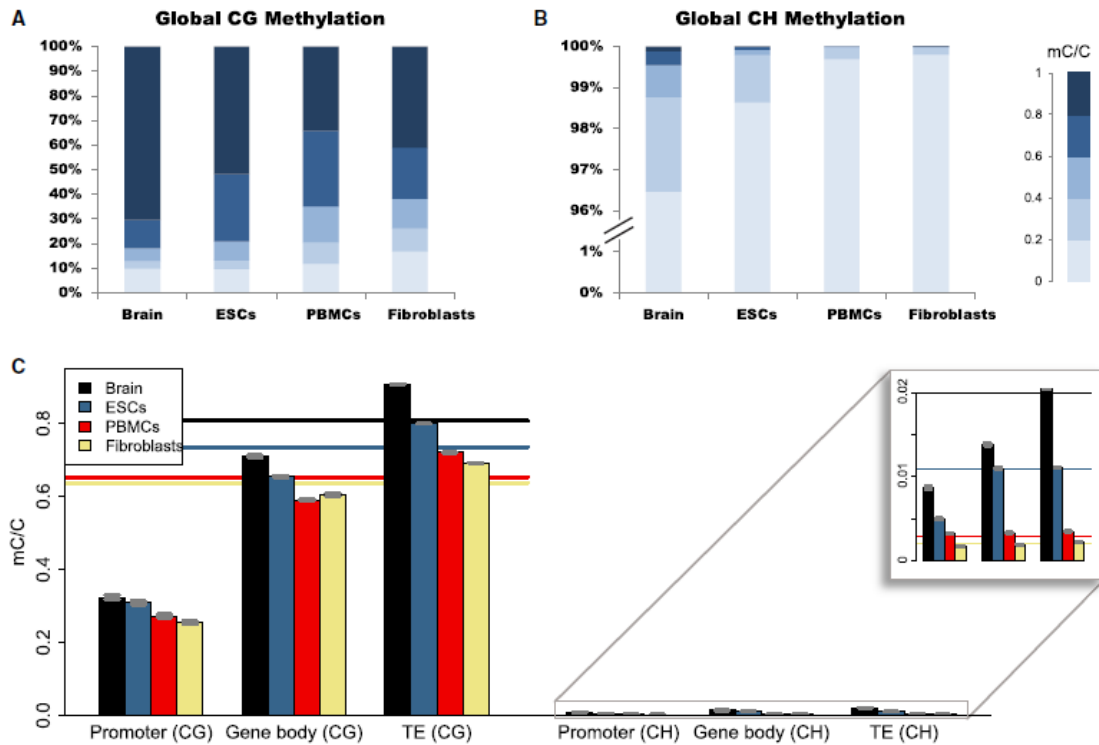 A
Global CG Methylation
100%
90%
80%
70%
60%
50%
40%
30%
20%
10%
0%
Brain ESCs PBMCs Fibroblasts
B
Global CH Methylation
100%
99%
98%
97%
96%
1%
0%
Brain ESCs PBMCs Fibroblasts
mC/C
1
0.8
0.6
0.4
0.2
0
C
Brain
ESCs
PBMCs
Fibroblasts
mC/C
0.8
0.6
0.4
0.2
0.0
Promoter (CG) Gene body (CG) TE (CG) Promoter (CH) Gene body (CH) TE (CH)
0.02
0.01
0